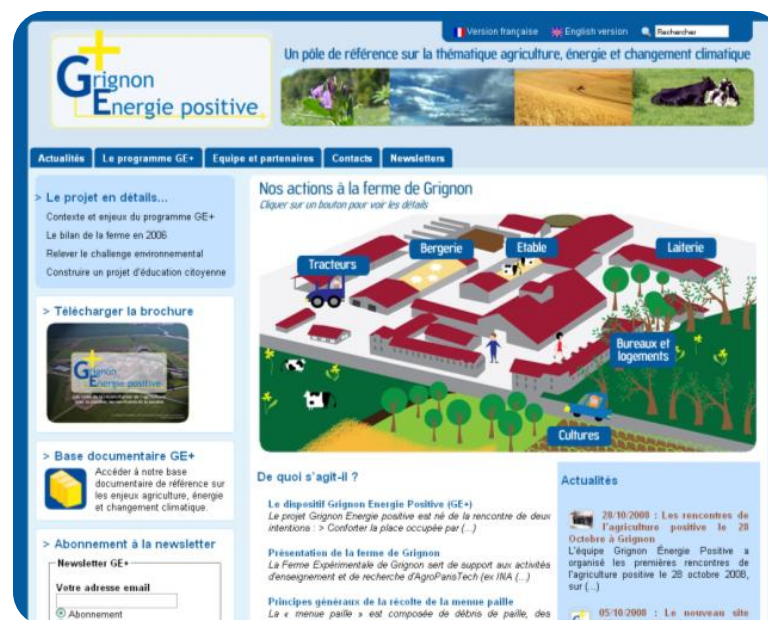 Version française English version Rechercher
Grignon
Energie positive
Un pôle de référence sur la thématique agriculture, énergie et changement climatique
Actualités Le programme GE+ Equipe et partenaires Contacts Newsletters
> Le projet en détails...
Contexte et enjeux du programme GE+
Le bilan de la ferme en 2006
Relever le challenge environnemental
Construire un projet d'éducation citoyenne
> Télécharger la brochure
Grignon
Energie positive
> Base documentaire GE+
Accéder à notre base
documentaire de référence sur
les enjeux agriculture, énergie
et changement climatique.
> Abonnement à la newsletter
Newsletter GE+
Votre adresse email
Abonnement
Nos actions à la ferme de Grignon
Cliquer sur un bouton pour voir les détails
Tracteurs
Bergerie
Etable
Laiterie
Bureaux et
logements
Cultures
De quoi s'agit-il ?
Le dispositif Grignon Energie Positive (GE+)
Le projet Grignon Energie positive est né de la rencontre de deux
intentions : > Conforter la place occupée par (...)
Présentation de la ferme de Grignon
La Ferme Expérimentale de Grignon sert de support aux activités
d'enseignement et de recherche d'AgroParisTech (ex INA (...)
Principes généraux de la récolte de la menue paille
La « menue paille » est composée de débris de paille, des
Actualités
28/10/2008 : Les rencontres de
l'agriculture positive le 28
Octobre à Grignon
L'équipe Grignon Énergie Positive a
organisé les premières rencontres de
l'agriculture positive le 28 octobre 2008,
sur (...)
05/10/2008 : Le nouveau site